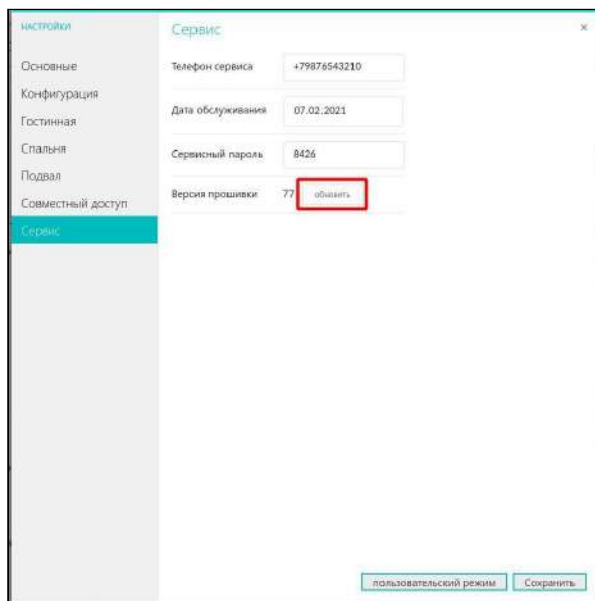 НАСТРОЙКИ
Основные
Конфигурация
Гостинная
Спальня
Подвал
Совместный доступ
Сервис
Сервис
×
Телефон сервиса +79876543210
Дата обслуживания 07.02.2021
Сервисный пароль 8426
Версия прошивки 77 обновить
пользовательский режим Сохранить